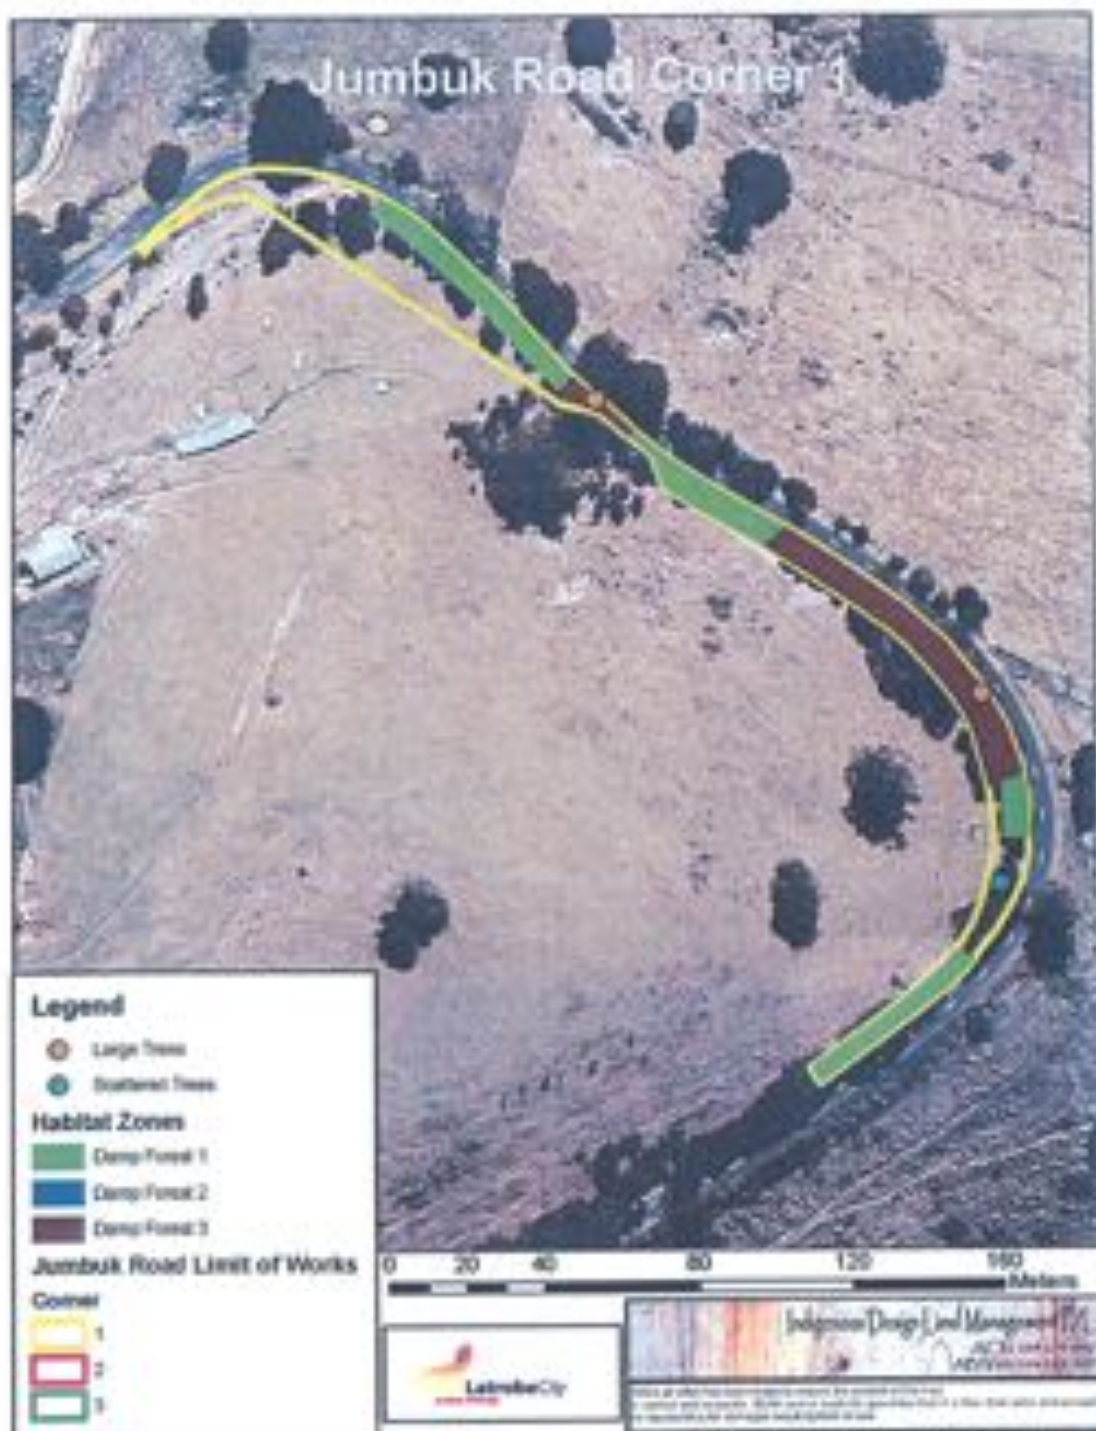 Jumbuk Road Corner 1
Legend
Large Trees
Scattered Trees
Habitat Zones
Damp Forest 1
Damp Forest 2
Damp Forest 3
Jumbuk Road Limit of Works
Corner
1
2
3
0 20 40 80 120 160
Meters
LatrobeCity
Indigenous Design Land Management P/L